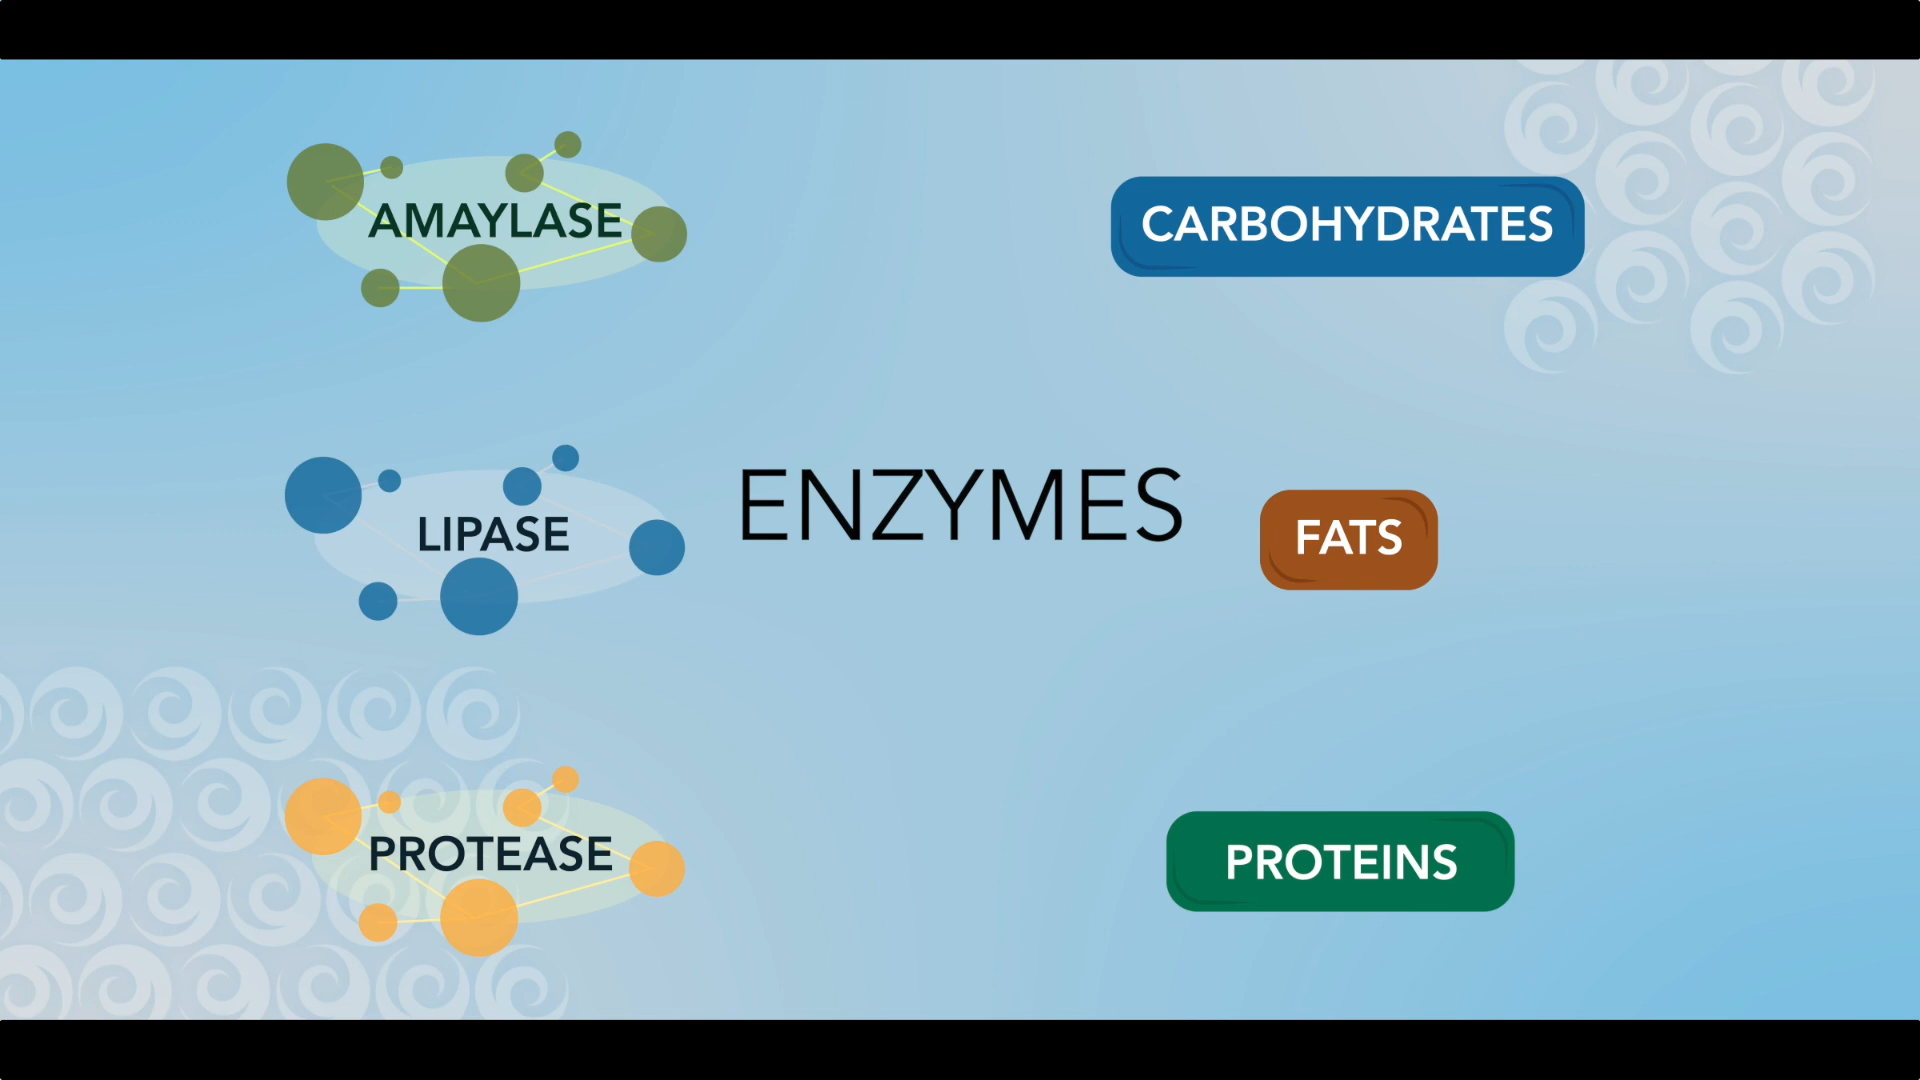 AMAYLASE
CARBOHYDRATES
ENZYMES
LIPASE
FATS
PROTEASE
PROTEINS